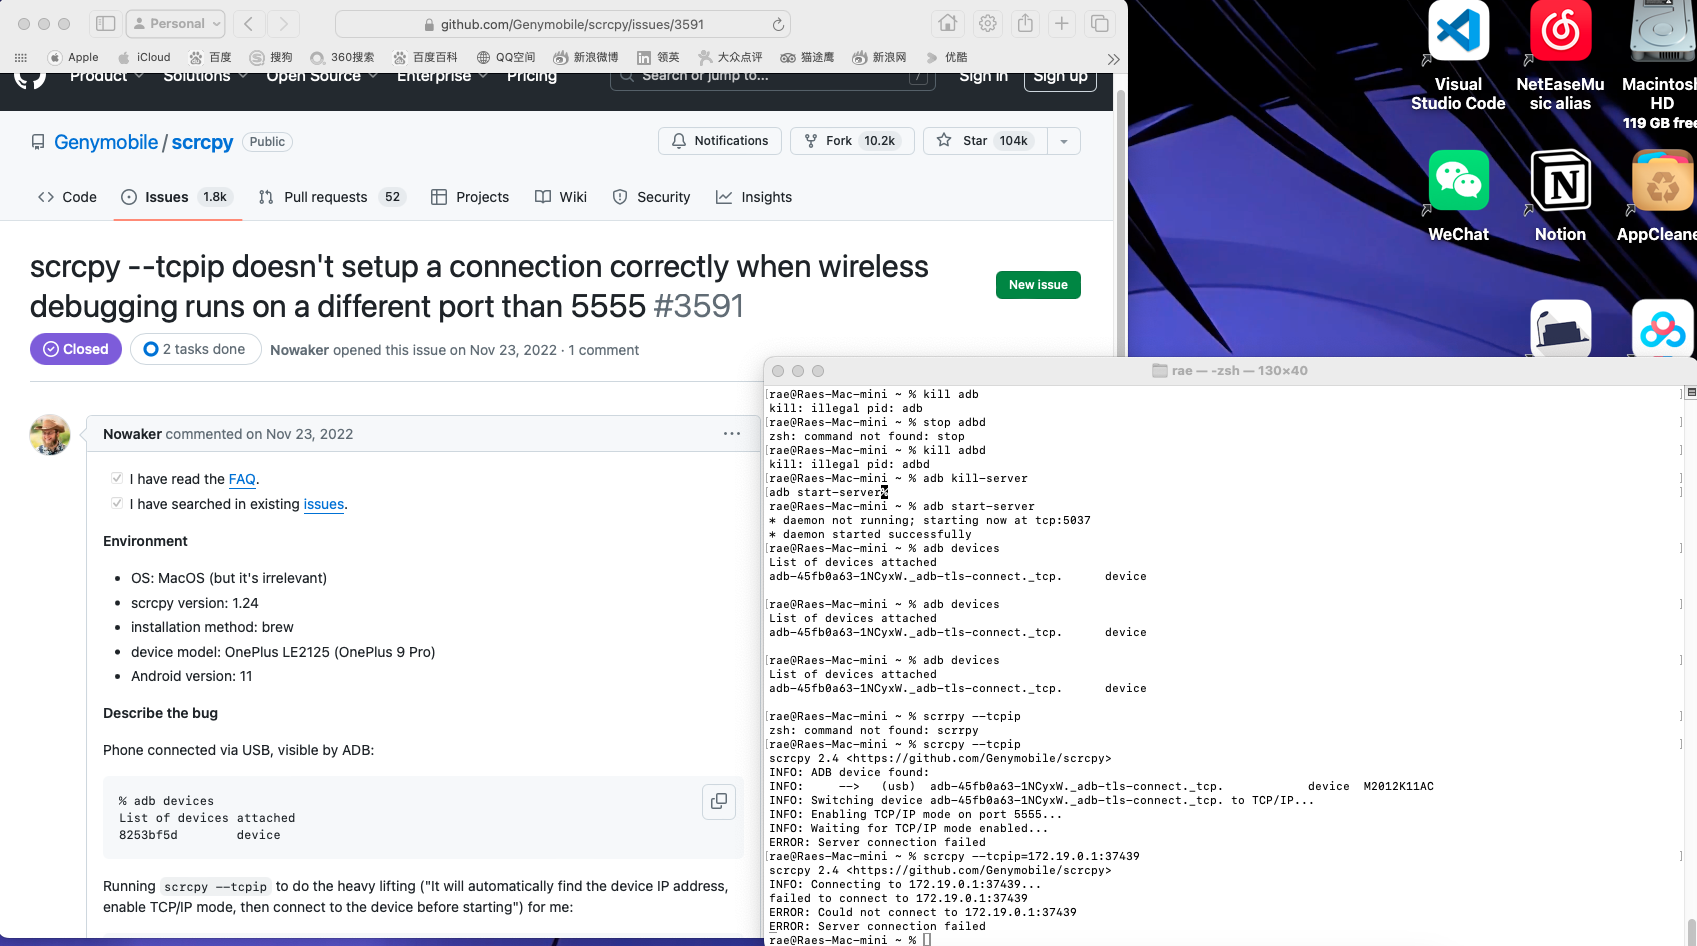 Personal
github.com/Genymobile/scrcpy/issues/3591
Apple iCloud 百度 搜狗 360搜索 百度百科 QQ空间 新浪微博 领英 大众点评 猫途鹰 新浪网 优酷
Product Solutions Open Source Enterprise Pricing Search or jump to... / Sign in Sign up
Genymobile / scrcpy Public
Notifications Fork 10.2k Star 104k
Code Issues 1.8k Pull requests 52 Projects Wiki Security Insights
scrcpy --tcpip doesn't setup a connection correctly when wireless
debugging runs on a different port than 5555 #3591
New issue
Closed 2 tasks done Nowaker opened this issue on Nov 23, 2022 · 1 comment
Nowaker commented on Nov 23, 2022 ...
I have read the FAQ.
I have searched in existing issues.
Environment
• OS: MacOS (but it's irrelevant)
• scrcpy version: 1.24
• installation method: brew
• device model: OnePlus LE2125 (OnePlus 9 Pro)
• Android version: 11
Describe the bug
Phone connected via USB, visible by ADB:
% adb devices
List of devices attached
8253bf5d device
Running scrcpy --tcpip to do the heavy lifting ("It will automatically find the device IP address,
enable TCP/IP mode, then connect to the device before starting") for me:
Visual
Studio Code
NetEaseMu
sic alias
Macintosh
HD
119 GB free
WeChat
Notion
AppCleane
rae — -zsh — 130×40
rae@Raes-Mac-mini ~ % kill adb
kill: illegal pid: adb
rae@Raes-Mac-mini ~ % stop adbd
zsh: command not found: stop
rae@Raes-Mac-mini ~ % kill adbd
kill: illegal pid: adbd
rae@Raes-Mac-mini ~ % adb kill-server
adb start-server%
rae@Raes-Mac-mini ~ % adb start-server
* daemon not running; starting now at tcp:5037
* daemon started successfully
rae@Raes-Mac-mini ~ % adb devices
List of devices attached
adb-45fb0a63-1NCyxW._adb-tls-connect._tcp. device
rae@Raes-Mac-mini ~ % adb devices
List of devices attached
adb-45fb0a63-1NCyxW._adb-tls-connect._tcp. device
rae@Raes-Mac-mini ~ % adb devices
List of devices attached
adb-45fb0a63-1NCyxW._adb-tls-connect._tcp. device
rae@Raes-Mac-mini ~ % scrrpy --tcpip
zsh: command not found: scrrpy
rae@Raes-Mac-mini ~ % scrcpy --tcpip
scrcpy 2.4 <https://github.com/Genymobile/scrcpy>
INFO: ADB device found:
INFO: --> (usb) adb-45fb0a63-1NCyxW._adb-tls-connect._tcp. device M2012K11AC
INFO: Switching device adb-45fb0a63-1NCyxW._adb-tls-connect._tcp. to TCP/IP...
INFO: Enabling TCP/IP mode on port 5555...
INFO: Waiting for TCP/IP mode enabled...
ERROR: Server connection failed
rae@Raes-Mac-mini ~ % scrcpy --tcpip=172.19.0.1:37439
scrcpy 2.4 <https://github.com/Genymobile/scrcpy>
INFO: Connecting to 172.19.0.1:37439...
failed to connect to 172.19.0.1:37439
ERROR: Could not connect to 172.19.0.1:37439
ERROR: Server connection failed
rae@Raes-Mac-mini ~ %